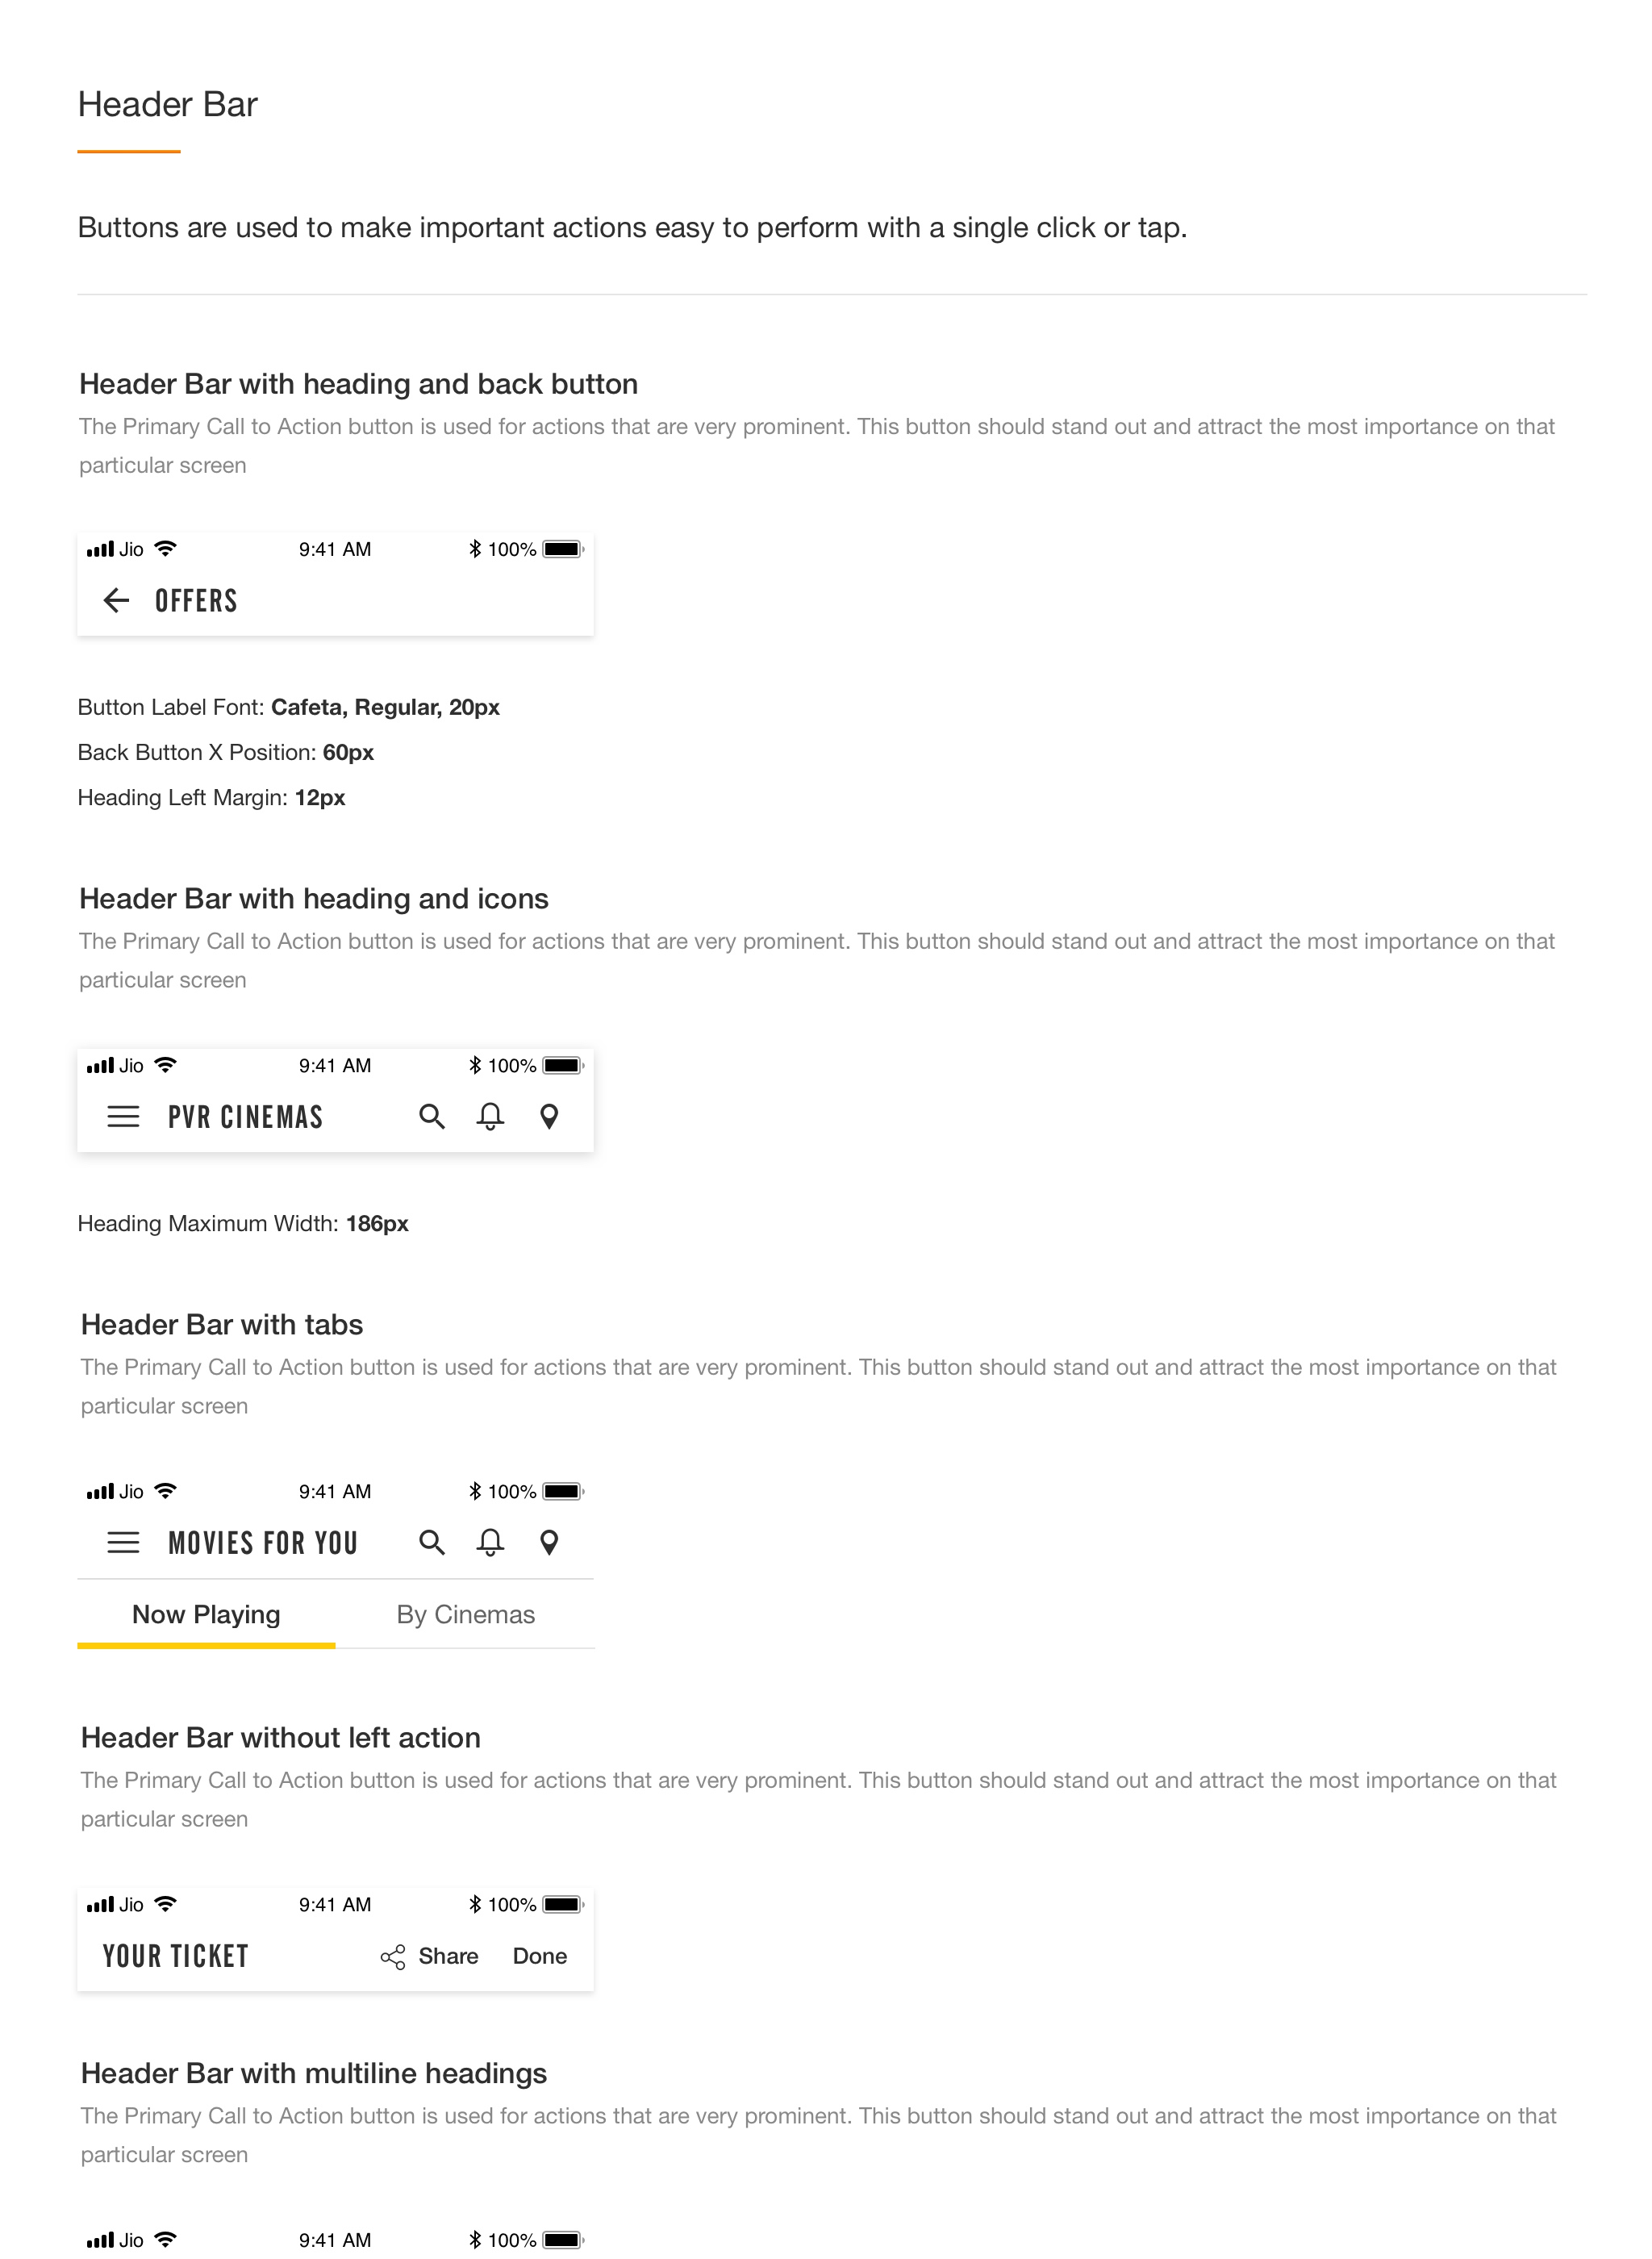 Header Bar
Buttons are used to make important actions easy to perform with a single click or tap.
Header Bar with heading and back button
The Primary Call to Action button is used for actions that are very prominent. This button should stand out and attract the most importance on that
particular screen
Jio 9:41 AM 100%
OFFERS
Button Label Font: Cafeta, Regular, 20px
Back Button X Position: 60px
Heading Left Margin: 12px
Header Bar with heading and icons
The Primary Call to Action button is used for actions that are very prominent. This button should stand out and attract the most importance on that
particular screen
Jio 9:41 AM 100%
PVR CINEMAS
Heading Maximum Width: 186px
Header Bar with tabs
The Primary Call to Action button is used for actions that are very prominent. This button should stand out and attract the most importance on that
particular screen
Jio 9:41 AM 100%
MOVIES FOR YOU
Now Playing By Cinemas
Header Bar without left action
The Primary Call to Action button is used for actions that are very prominent. This button should stand out and attract the most importance on that
particular screen
Jio 9:41 AM 100%
YOUR TICKET Share Done
Header Bar with multiline headings
The Primary Call to Action button is used for actions that are very prominent. This button should stand out and attract the most importance on that
particular screen
Jio 9:41 AM 100%